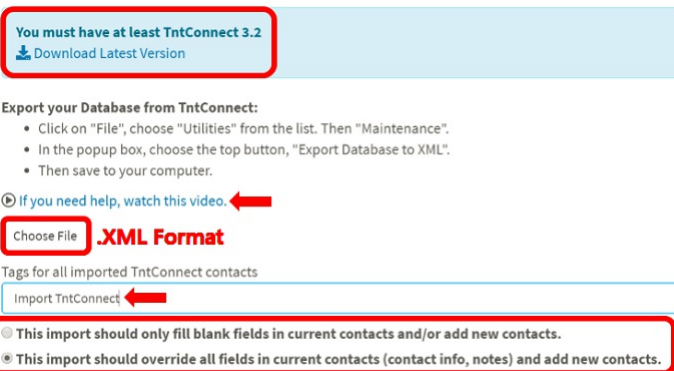 You must have at least TntConnect 3.2
Download Latest Version
Export your Database from TntConnect:
• Click on "File", choose "Utilities" from the list. Then "Maintenance".
• In the popup box, choose the top button, "Export Database to XML".
• Then save to your computer.
If you need help, watch this video.
Choose File .XML Format
Tags for all imported TntConnect contacts
Import TntConnect
This import should only fill blank fields in current contacts and/or add new contacts.
This import should override all fields in current contacts (contact info, notes) and add new contacts.